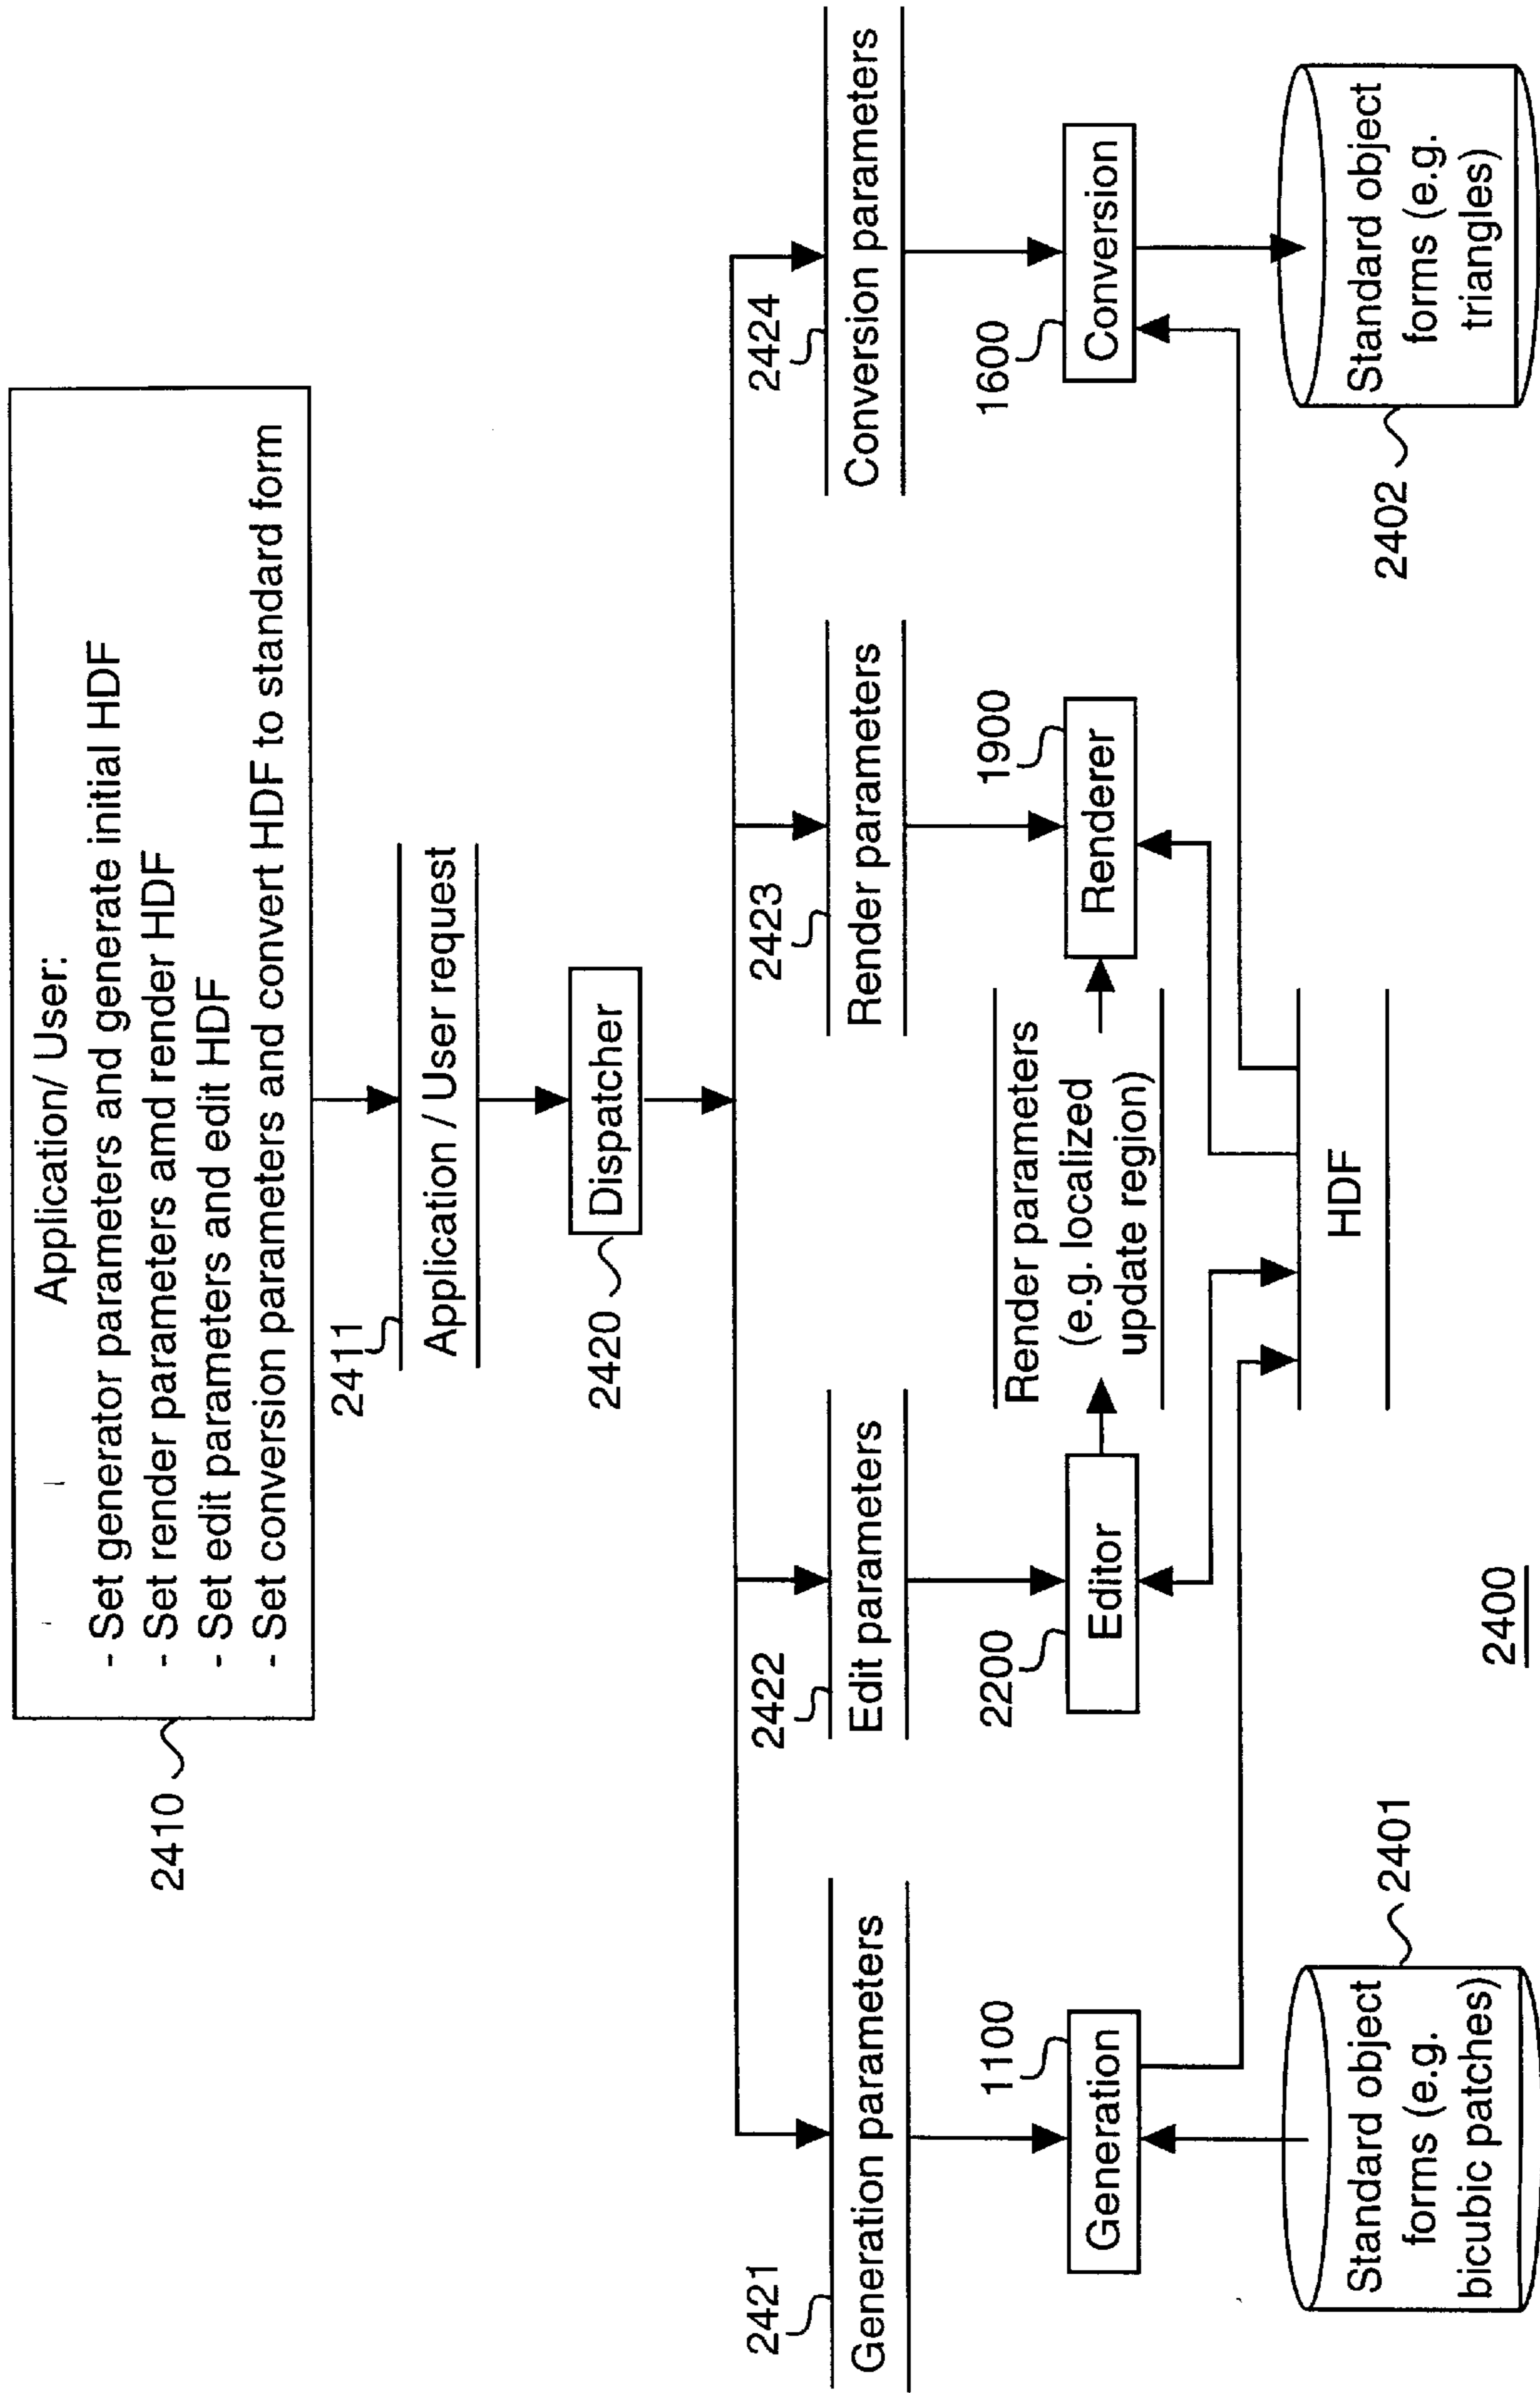 Application/ User:
- Set generator parameters and generate initial HDF
- Set render parameters amd render HDF
- Set edit parameters and edit HDF
- Set conversion parameters and convert HDF to standard form
2410
2411
Application / User request
2420
Dispatcher
2421
Generation parameters
2422
Edit parameters
2423
Render parameters
2424
Conversion parameters
1100
Generation
2200
Editor
Render parameters
(e.g. localized
update region)
1900
Renderer
1600
Conversion
Standard object
forms (e.g.
bicubic patches)
2401
HDF
2402
Standard object
forms (e.g.
triangles)
2400